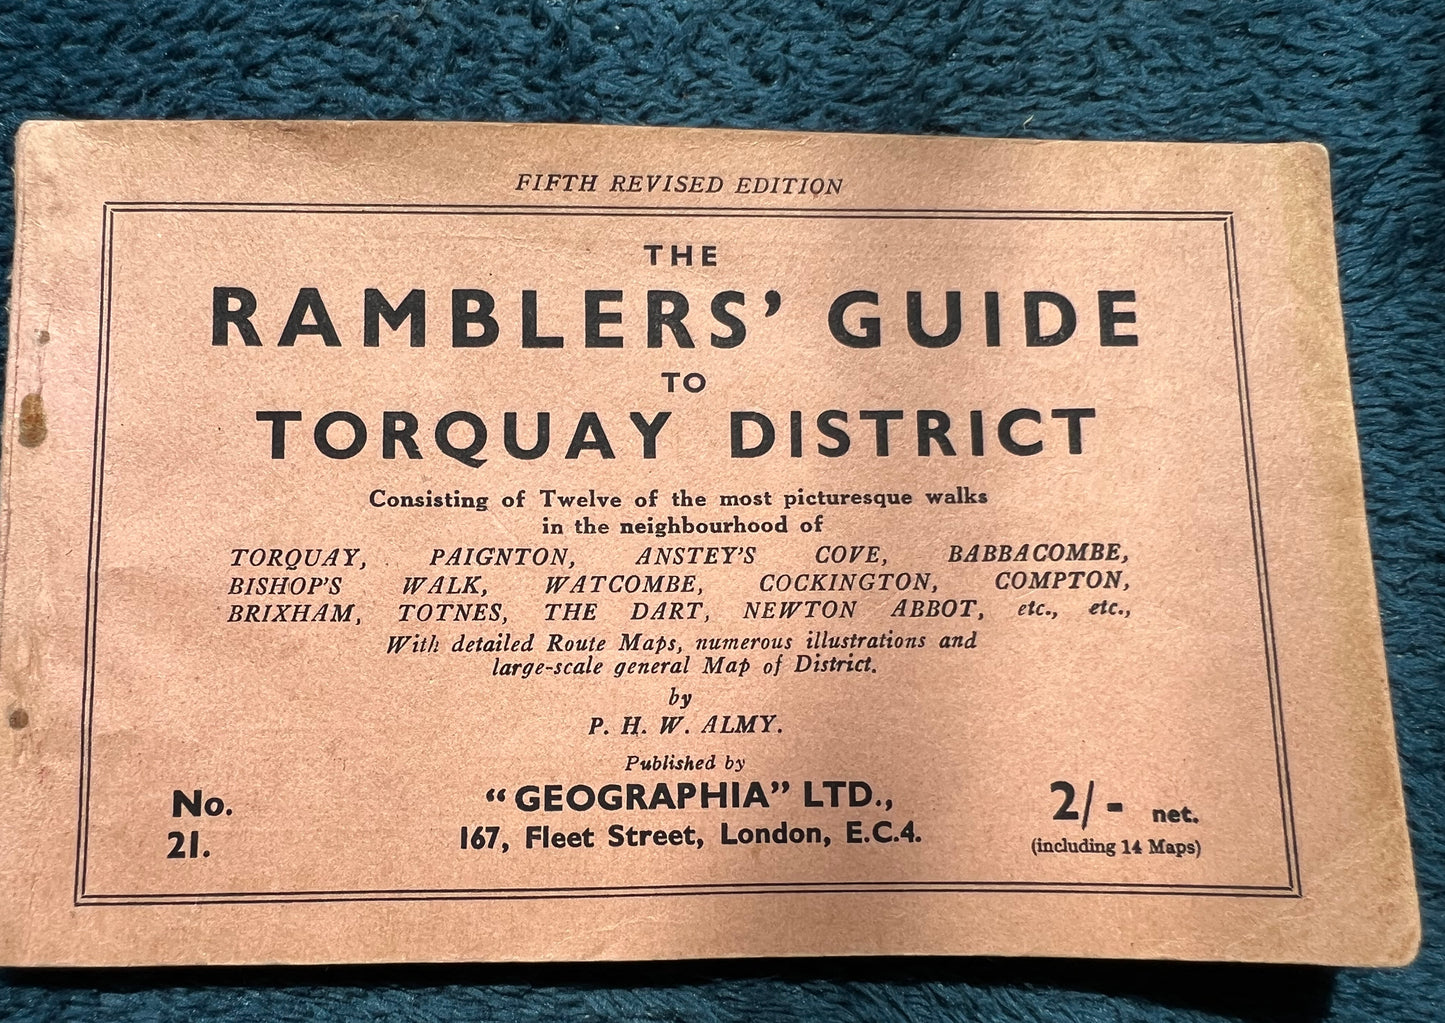 FIFTH REVISED EDITION
THE
RAMBLERS' GUIDE
TO
TORQUAY DISTRICT
Consisting of Twelve of the most picturesque walks
in the neighbourhood of
TORQUAY, PAIGNTON, ANSTEY'S COVE, BABBACOMBE,
BISHOP'S WALK, WATCOMBE, COCKINGTON, COMPTON,
BRIXHAM, TOTNES, THE DART, NEWTON ABBOT, etc., etc.,
With detailed Route Maps, numerous illustrations and
large-scale general Map of District.
by
P. H. W. ALMY.
Published by
No. 21.
"GEOGRAPHIA" LTD.,
167, Fleet Street, London, E.C.4.
2/- net.
(including 14 Maps)